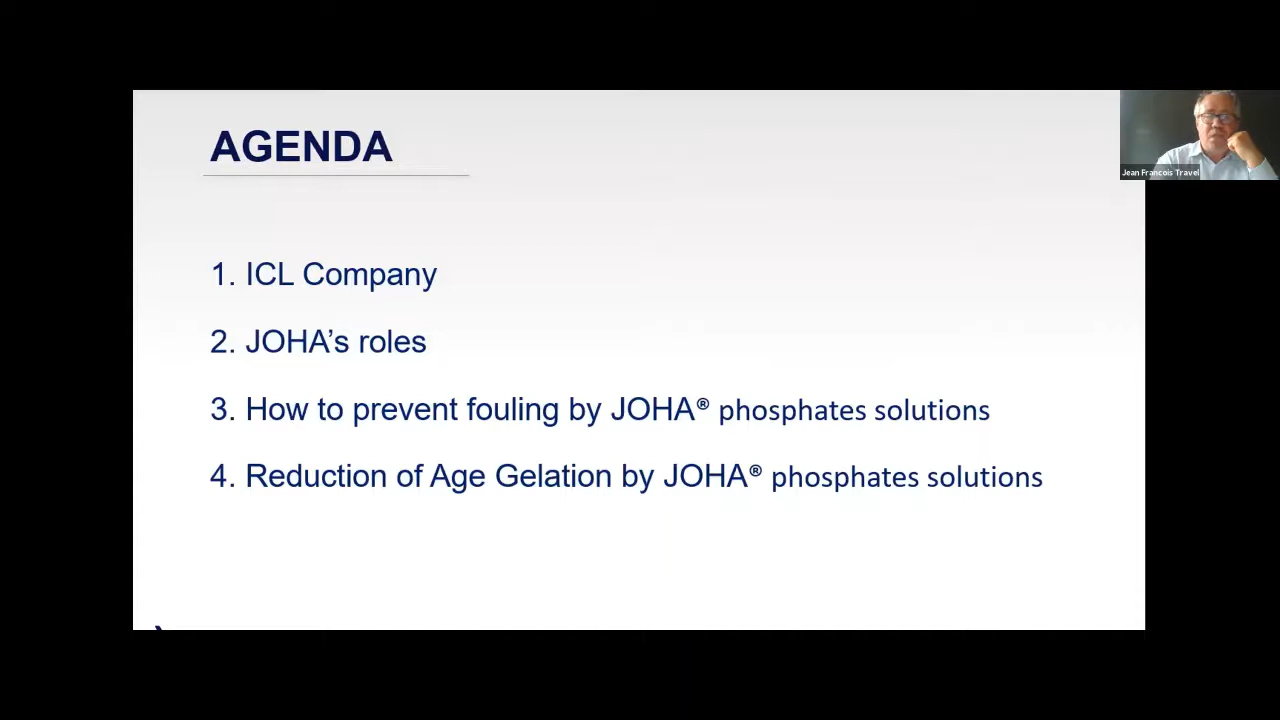 AGENDA
1. ICL Company
2. JOHA’s roles
3. How to prevent fouling by JOHA® phosphates solutions
4. Reduction of Age Gelation by JOHA® phosphates solutions
Jean Francois Travel